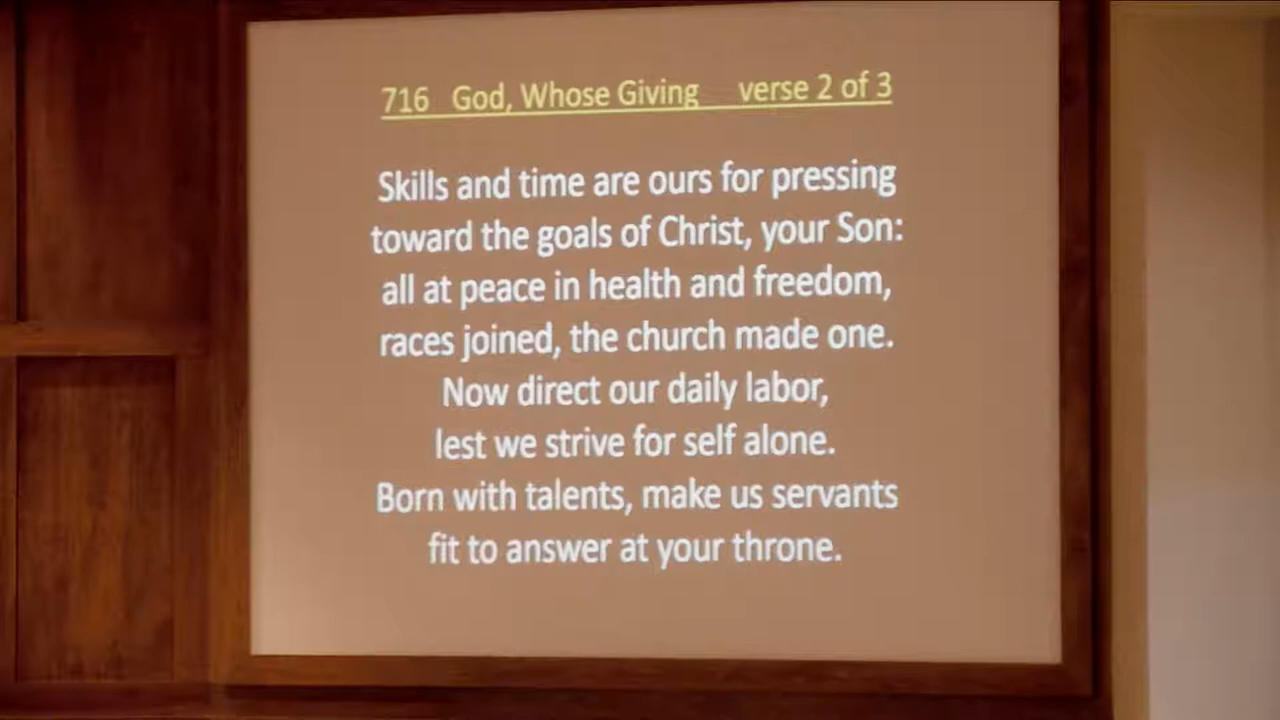 716 God, Whose Giving verse 2 of 3
Skills and time are ours for pressing
toward the goals of Christ, your Son:
all at peace in health and freedom,
races joined, the church made one.
Now direct our daily labor,
lest we strive for self alone.
Born with talents, make us servants
fit to answer at your throne.